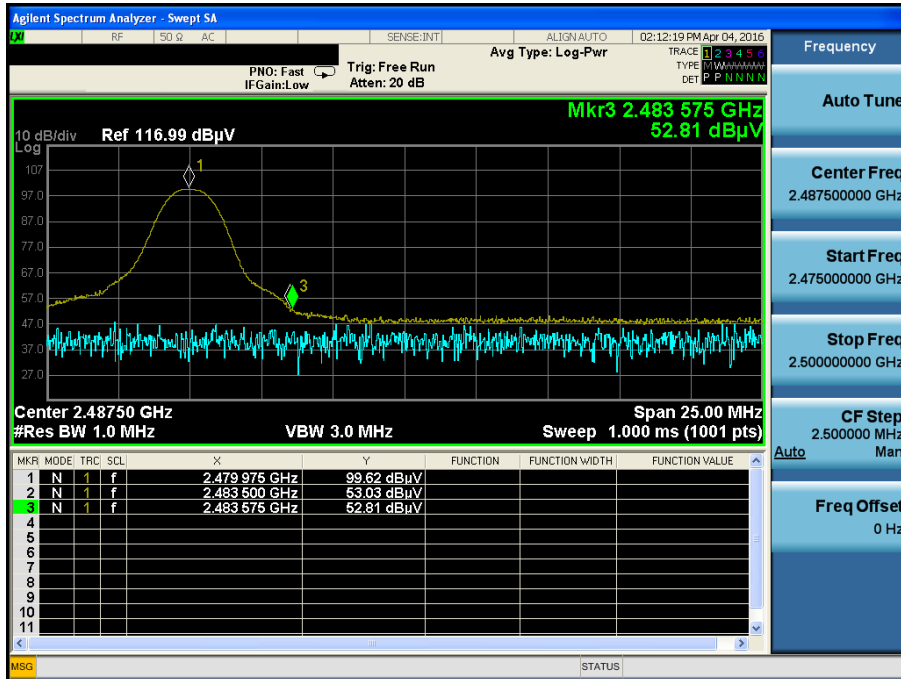 Agilent Spectrum Analyzer - Swept SA
LXI RF 50 Ω AC SENSE:INT ALIGN AUTO 02:12:19 PM Apr 04, 2016
PNO: Fast
IFGain:Low
Trig: Free Run
Atten: 20 dB
Avg Type: Log-Pwr
TRACE 1 2 3 4 5 6
TYPE MWWWWW
DET P P N N N N
Mkr3 2.483 575 GHz
52.81 dBµV
10 dB/div
Log
Ref 116.99 dBµV
107
97.0
87.0
77.0
67.0
57.0
47.0
37.0
27.0
1
3
Center 2.48750 GHz Span 25.00 MHz
#Res BW 1.0 MHz VBW 3.0 MHz Sweep 1.000 ms (1001 pts)
MKR MODE TRC SCL X Y FUNCTION FUNCTION WIDTH FUNCTION VALUE
1 N 1 f 2.479 975 GHz 99.62 dBµV
2 N 1 f 2.483 500 GHz 53.03 dBµV
3 N 1 f 2.483 575 GHz 52.81 dBµV
4
5
6
7
8
9
10
11
MSG STATUS
Frequency
Auto Tune
Center Freq
2.487500000 GHz
Start Freq
2.475000000 GHz
Stop Freq
2.500000000 GHz
CF Step
2.500000 MHz
Auto Man
Freq Offset
0 Hz